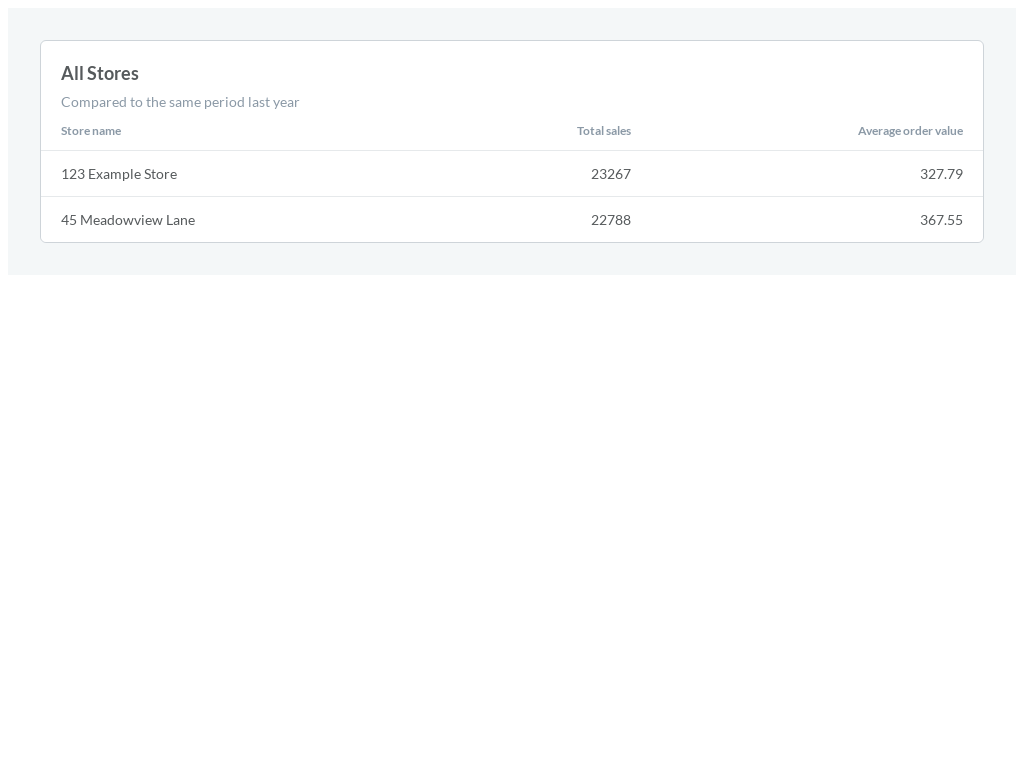 All Stores
Compared to the same period last year
Store name Total sales Average order value
123 Example Store 23267 327.79
45 Meadowview Lane 22788 367.55